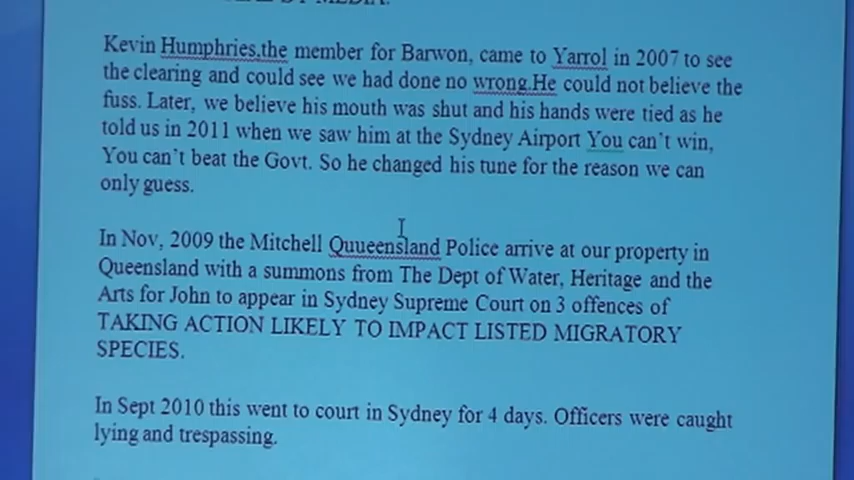 BY MEDIA.
Kevin Humphries,the member for Barwon, came to Yarrol in 2007 to see
the clearing and could see we had done no wrong.He could not believe the
fuss. Later, we believe his mouth was shut and his hands were tied as he
told us in 2011 when we saw him at the Sydney Airport You can't win,
You can't beat the Govt. So he changed his tune for the reason we can
only guess.
In Nov, 2009 the Mitchell Quueensland Police arrive at our property in
Queensland with a summons from The Dept of Water, Heritage and the
Arts for John to appear in Sydney Supreme Court on 3 offences of
TAKING ACTION LIKELY TO IMPACT LISTED MIGRATORY
SPECIES.
In Sept 2010 this went to court in Sydney for 4 days. Officers were caught
lying and trespassing.